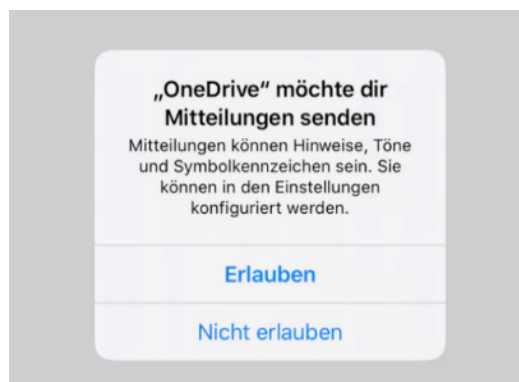 „OneDrive“ möchte dir
Mitteilungen senden
Mitteilungen können Hinweise, Töne
und Symbolkennzeichen sein. Sie
können in den Einstellungen
konfiguriert werden.
Erlauben
Nicht erlauben